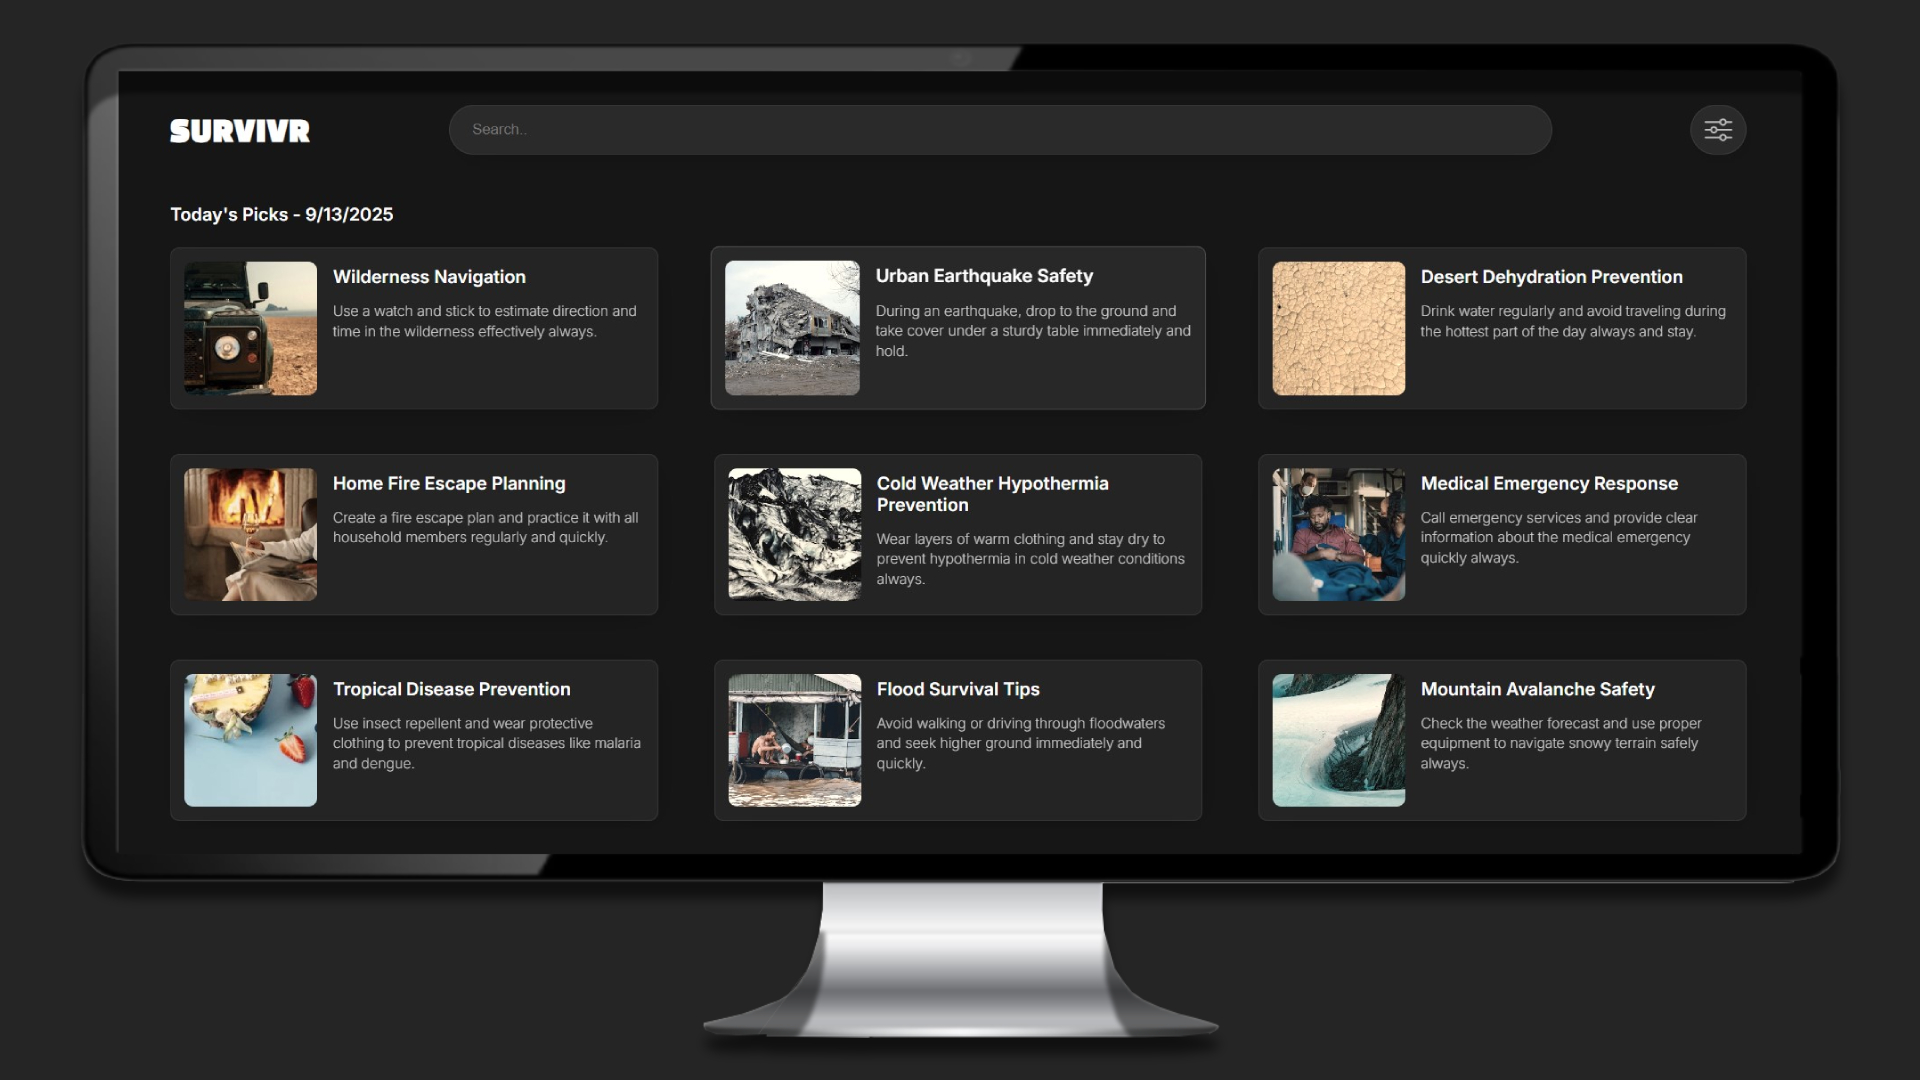 SURVIVR
Search..
Today's Picks - 9/13/2025
Wilderness Navigation
Use a watch and stick to estimate direction and
time in the wilderness effectively always.
Urban Earthquake Safety
During an earthquake, drop to the ground and
take cover under a sturdy table immediately and
hold.
Desert Dehydration Prevention
Drink water regularly and avoid traveling during
the hottest part of the day always and stay.
Home Fire Escape Planning
Create a fire escape plan and practice it with all
household members regularly and quickly.
Cold Weather Hypothermia
Prevention
Wear layers of warm clothing and stay dry to
prevent hypothermia in cold weather conditions
always.
Medical Emergency Response
Call emergency services and provide clear
information about the medical emergency
quickly always.
Tropical Disease Prevention
Use insect repellent and wear protective
clothing to prevent tropical diseases like malaria
and dengue.
Flood Survival Tips
Avoid walking or driving through floodwaters
and seek higher ground immediately and
quickly.
Mountain Avalanche Safety
Check the weather forecast and use proper
equipment to navigate snowy terrain safely
always.